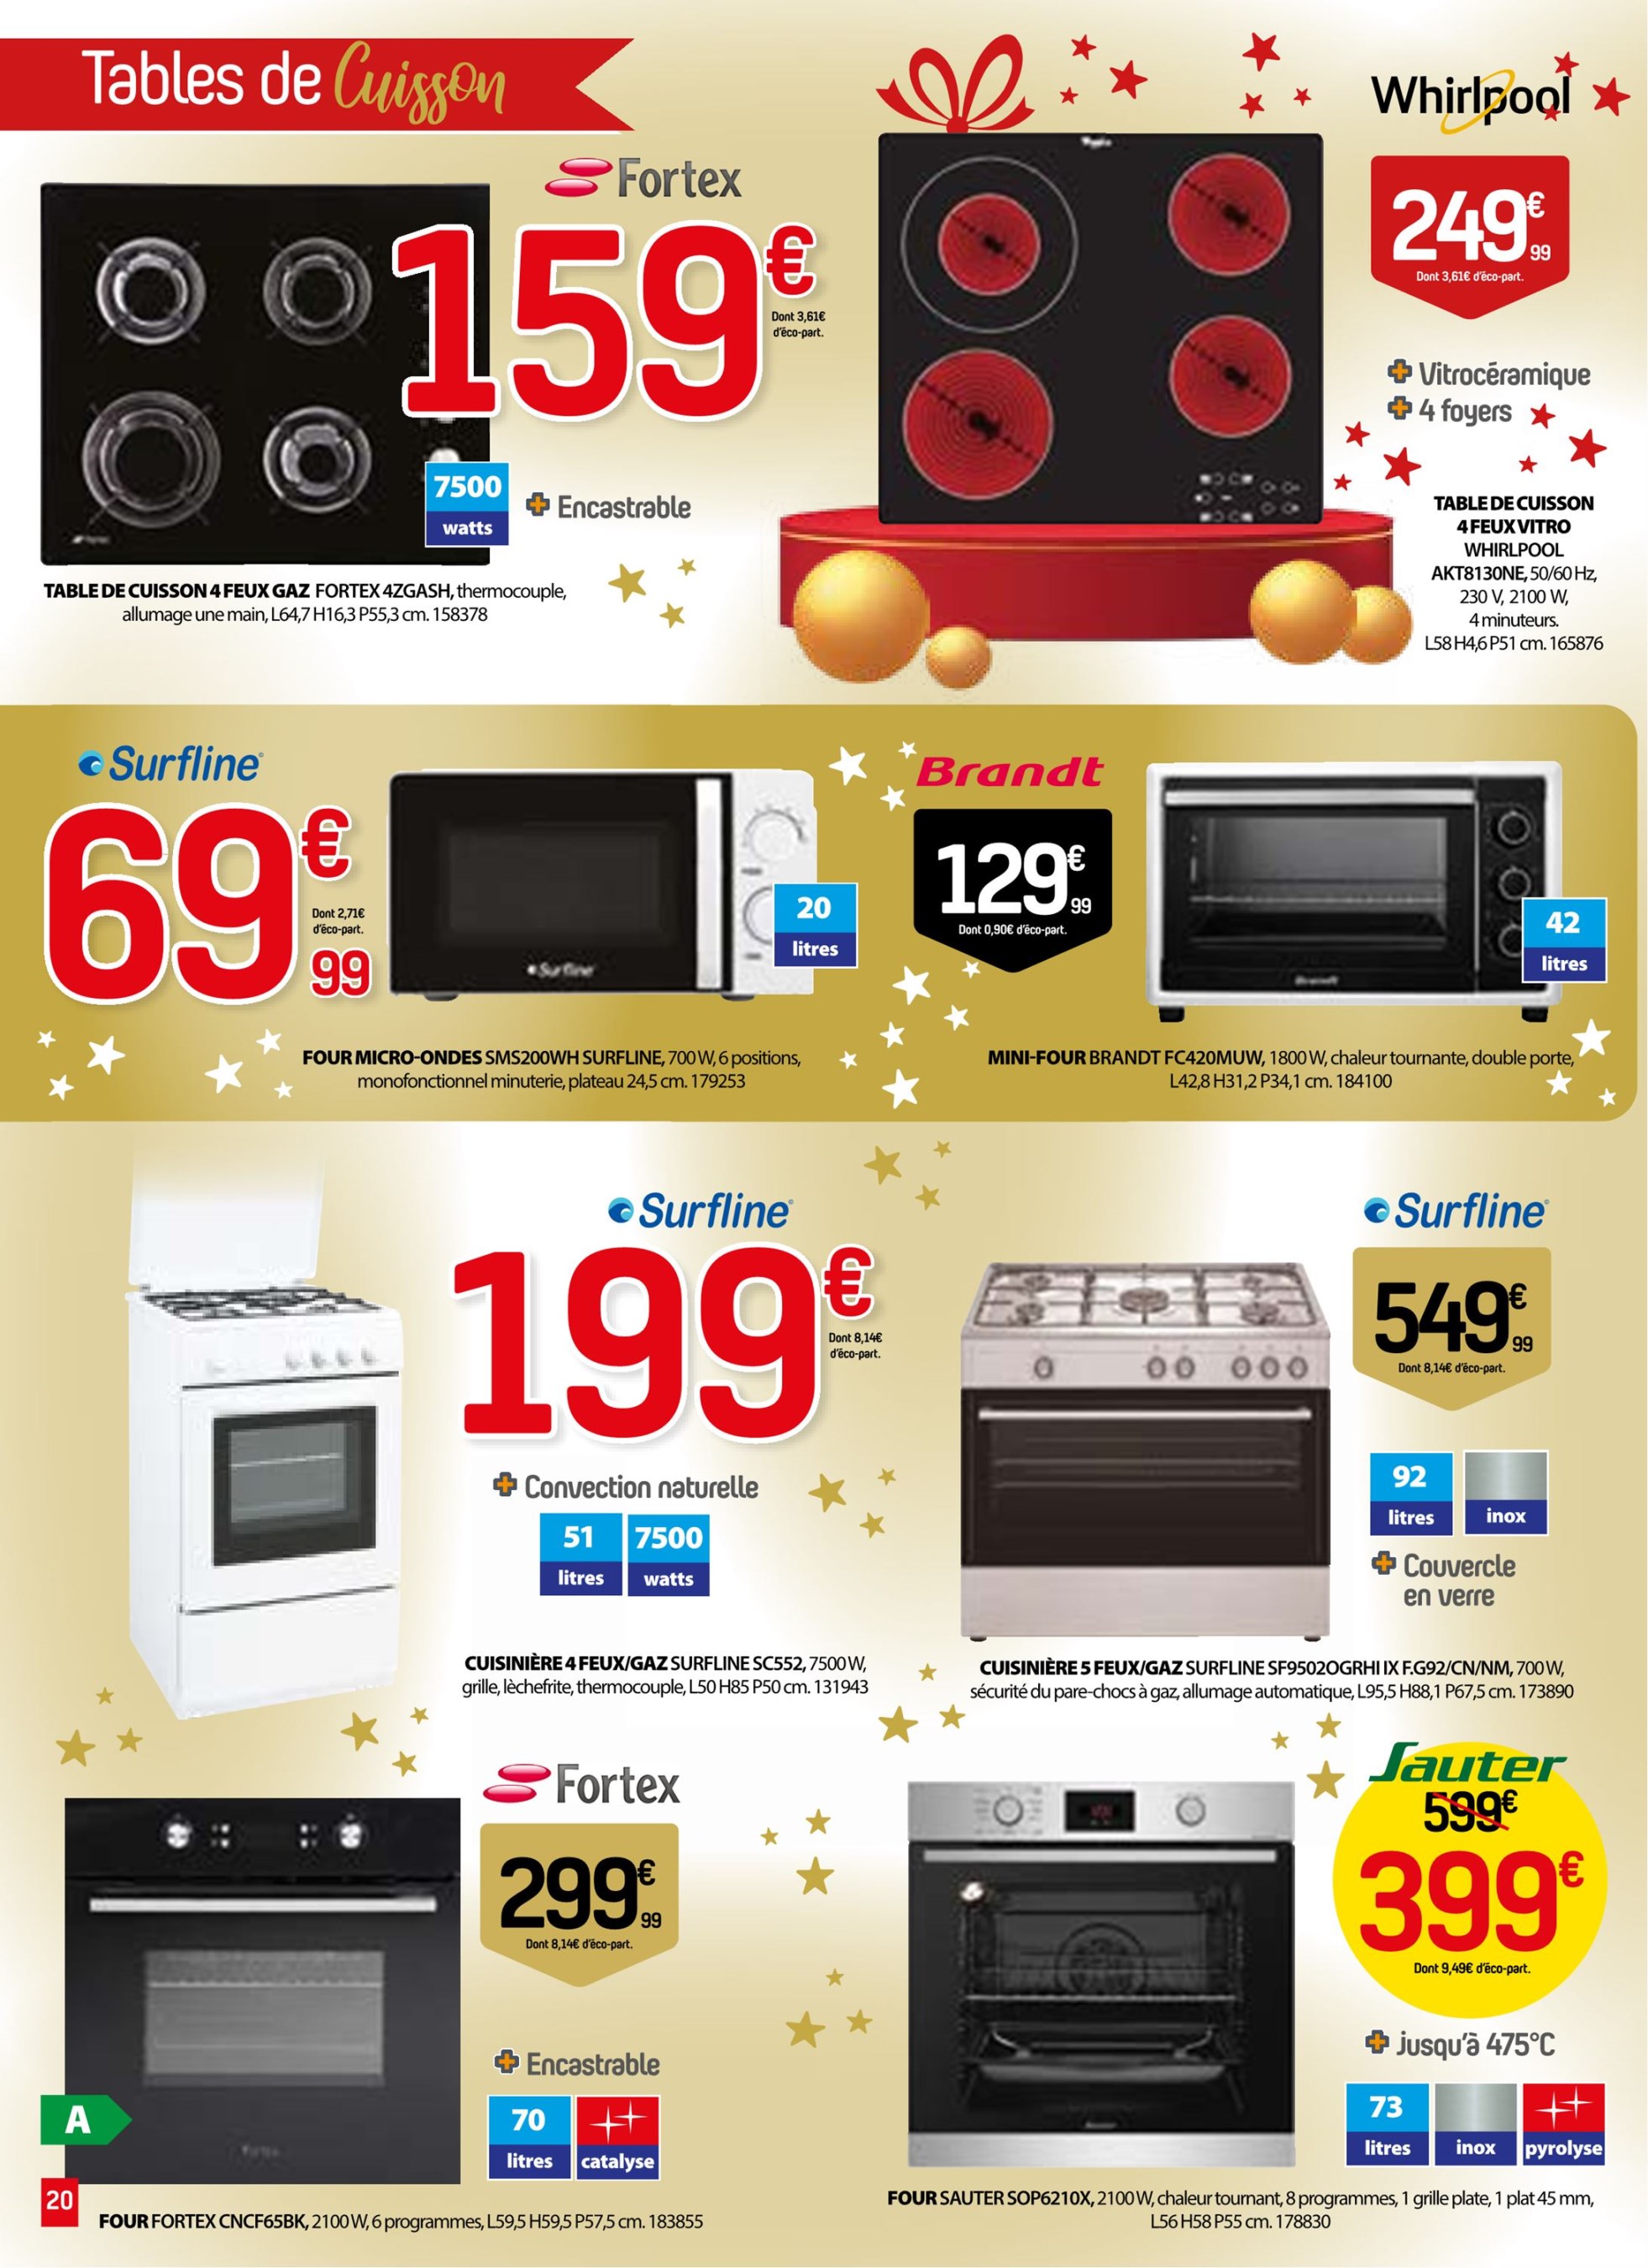 Tables de Cuisson
Fortex
159€
Dont 3,61€
d'éco-part.
7500
watts
Encastrable
TABLE DE CUISSON 4 FEUX GAZ FORTEX 4ZGASH, thermocouple,
allumage une main, L64,7 H16,3 P55,3 cm. 158378
Whirlpool
249€99
Dont 3,61€ d'éco-part.
Vitrocéramique
4 foyers
TABLE DE CUISSON
4 FEUX VITRO
WHIRLPOOL
AKT8130NE, 50/60 Hz,
230 V, 2100 W,
4 minuteurs.
L58 H4,6 P51 cm. 165876
Surfline
69€99
Dont 2,71€
d'éco-part.
Surfline
20
litres
FOUR MICRO-ONDES SMS200WH SURFLINE, 700 W, 6 positions,
monofonctionnel minuterie, plateau 24,5 cm. 179253
Brandt
129€99
Dont 0,90€ d'éco-part.
Brandt
42
litres
MINI-FOUR BRANDT FC420MUW, 1800 W, chaleur tournante, double porte,
L42,8 H31,2 P34,1 cm. 184100
Surfline
199€
Dont 8,14€
d'éco-part.
Convection naturelle
51
litres
7500
watts
CUISINIÈRE 4 FEUX/GAZ SURFLINE SC552, 7500 W,
grille, lèchefrite, thermocouple, L50 H85 P50 cm. 131943
Surfline
549€99
Dont 8,14€ d'éco-part.
92
litres
inox
Couvercle
en verre
CUISINIÈRE 5 FEUX/GAZ SURFLINE SF9502OGRHI IX F.G92/CN/NM, 700 W,
sécurité du pare-chocs à gaz, allumage automatique, L95,5 H88,1 P67,5 cm. 173890
Fortex
299€99
Dont 8,14€ d'éco-part.
Encastrable
70
litres
catalyse
A
20
FOUR FORTEX CNCF65BK, 2100 W, 6 programmes, L59,5 H59,5 P57,5 cm. 183855
Sauter
599€
399€
Dont 9,49€ d'éco-part.
jusqu'à 475°C
73
litres
inox
pyrolyse
FOUR SAUTER SOP6210X, 2100 W, chaleur tournant, 8 programmes, 1 grille plate, 1 plat 45 mm,
L56 H58 P55 cm. 178830